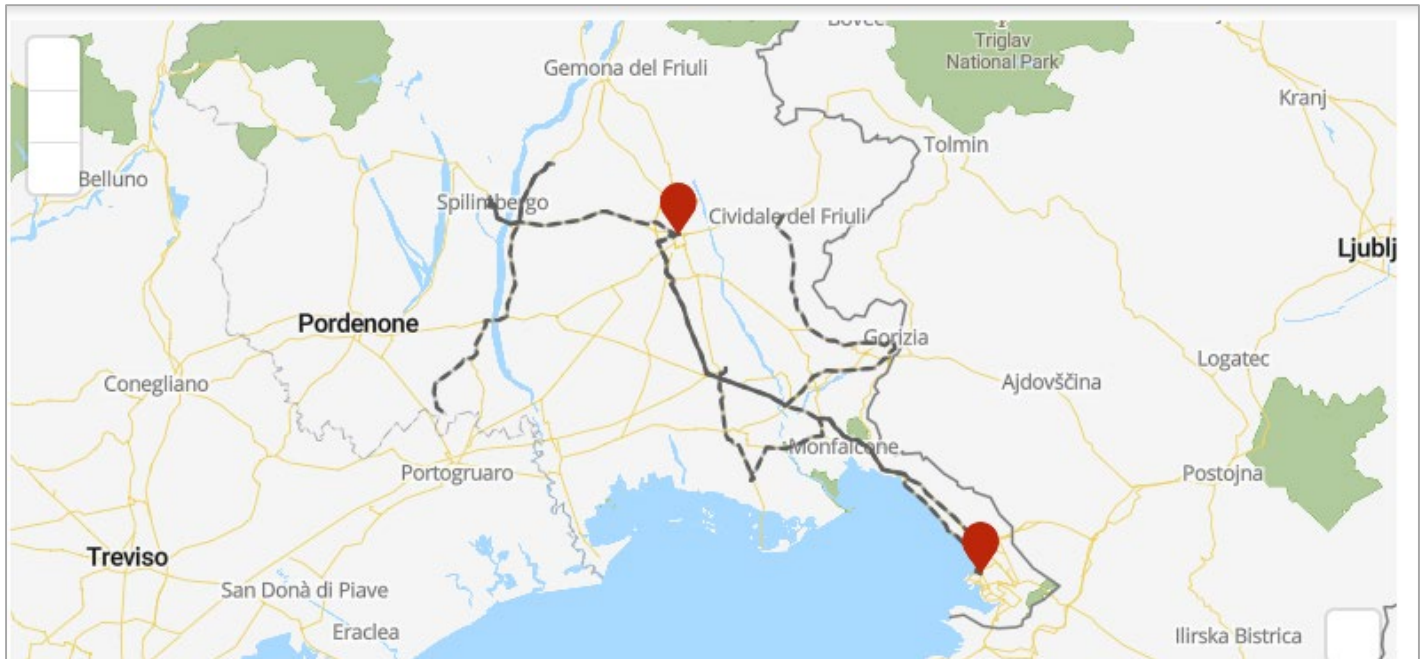 Triglav
National Park
Gemona del Friuli
Kranj
Tolmin
Belluno
Spilimbergo
Cividale del Friuli
Ljublj
Pordenone
Gorizia
Logatec
Conegliano
Ajdovščina
Monfalcone
Portogruaro
Postojna
Treviso
San Donà di Piave
Eraclea
Ilirska Bistrica